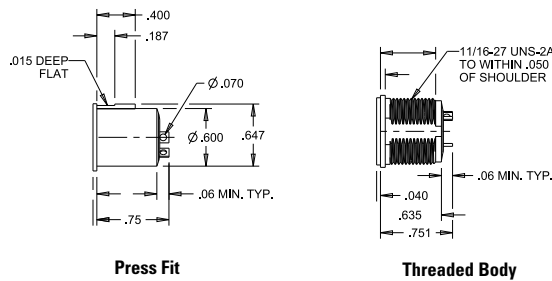 .400
.187
.015 DEEP
FLAT
Ø.070
Ø.600
.647
.06 MIN. TYP.
.75
Press Fit
11/16-27 UNS-2A
TO WITHIN .050
OF SHOULDER
.06 MIN. TYP.
.040
.635
.751
Threaded Body